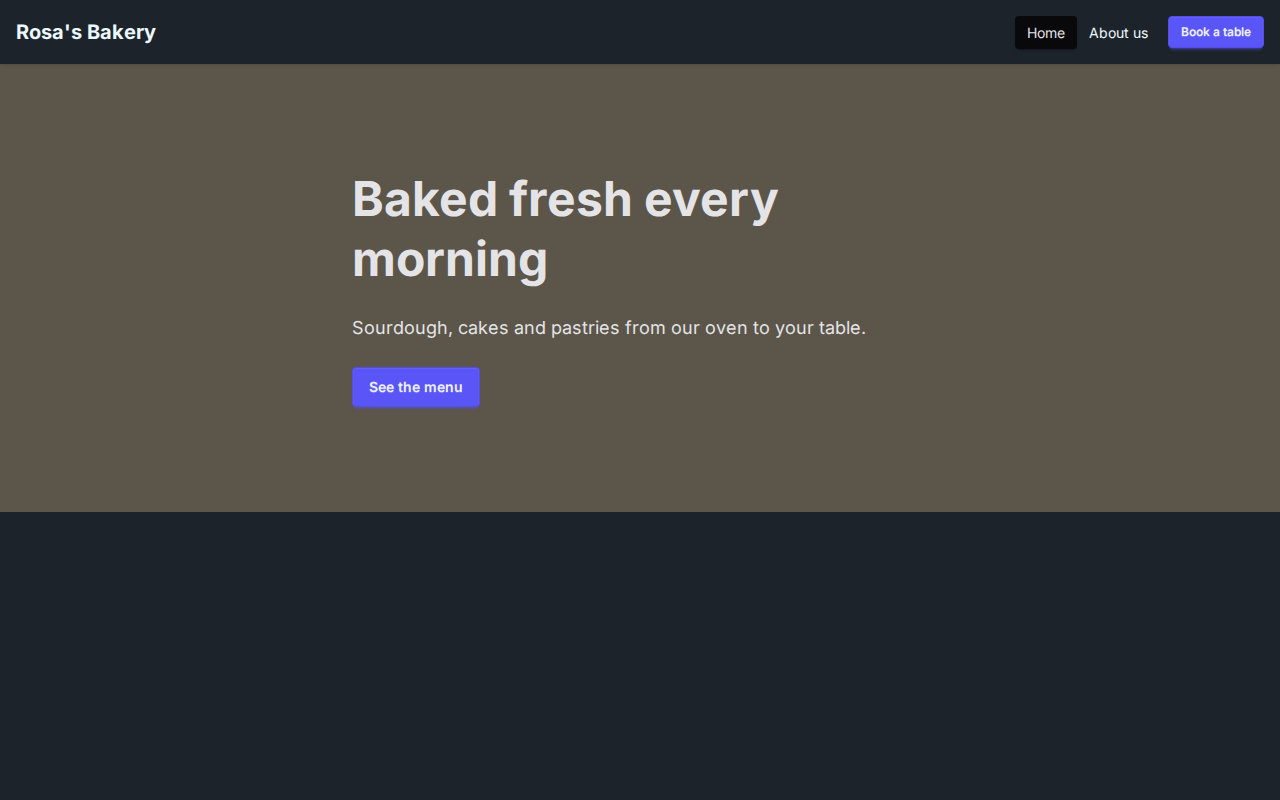 Rosa's Bakery
Home
About us
Book a table
Baked fresh every
morning
Sourdough, cakes and pastries from our oven to your table.
See the menu